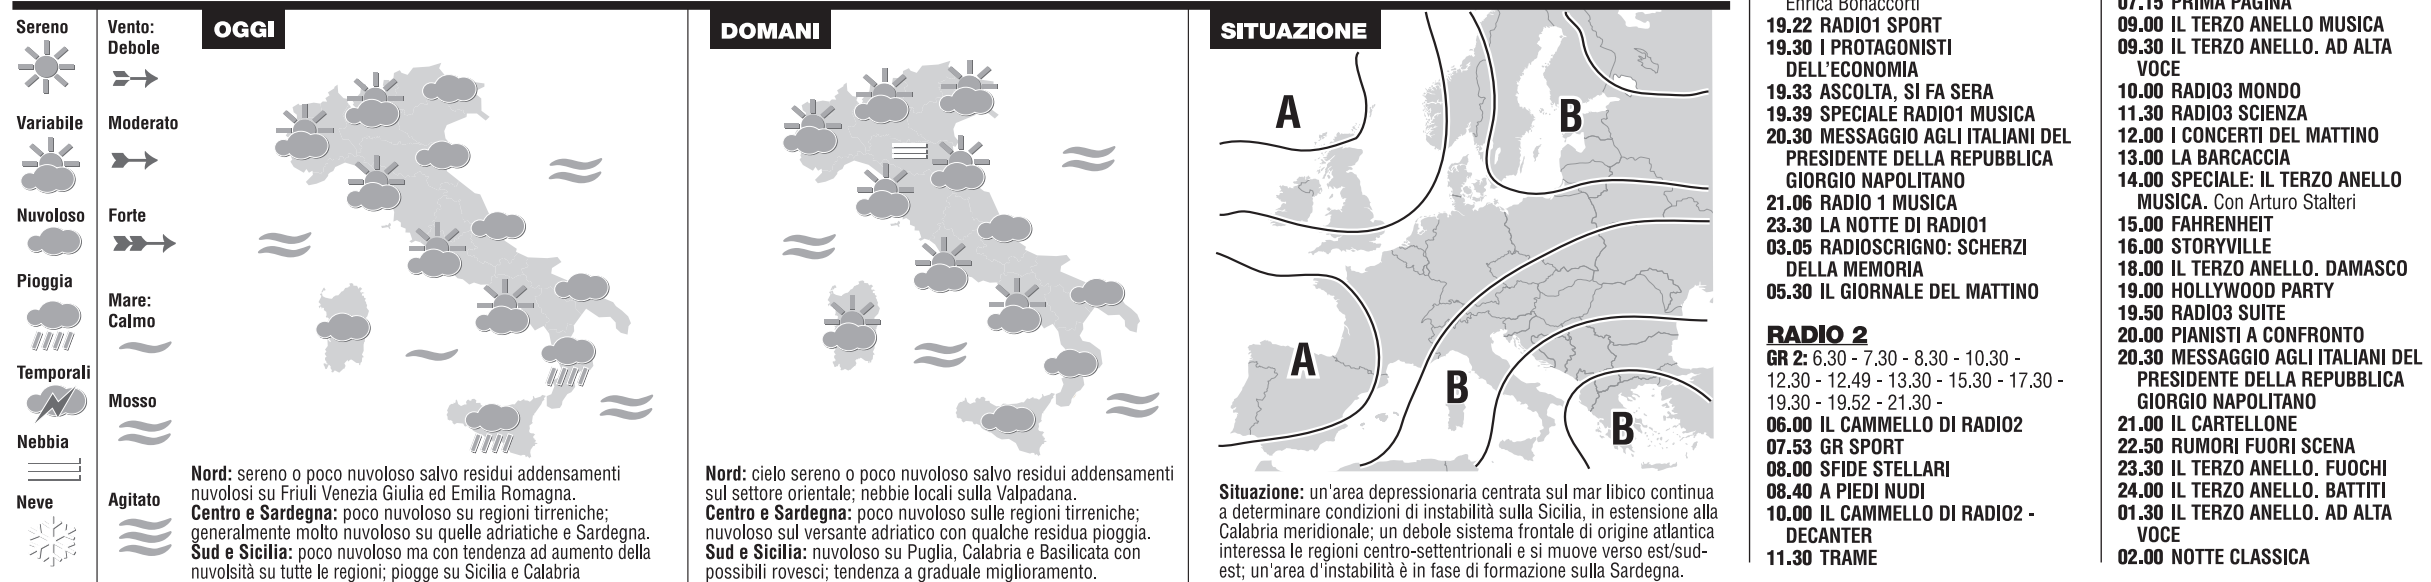 Sereno
Variabile
Nuvoloso
Pioggia
Temporali
Nebbia
Neve
Vento:
Debole
Moderato
Forte
Mare:
Calmo
Mosso
Agitato
OGGI
Nord: sereno o poco nuvoloso salvo residui addensamenti
nuvolosi su Friuli Venezia Giulia ed Emilia Romagna.
Centro e Sardegna: poco nuvoloso su regioni tirreniche;
generalmente molto nuvoloso su quelle adriatiche e Sardegna.
Sud e Sicilia: poco nuvoloso ma con tendenza ad aumento della
nuvolsità su tutte le regioni; piogge su Sicilia e Calabria
DOMANI
Nord: cielo sereno o poco nuvoloso salvo residui addensamenti
sul settore orientale; nebbie locali sulla Valpadana.
Centro e Sardegna: poco nuvoloso sulle regioni tirreniche;
nuvoloso sul versante adriatico con qualche residua pioggia.
Sud e Sicilia: nuvoloso su Puglia, Calabria e Basilicata con
possibili rovesci; tendenza a graduale miglioramento.
SITUAZIONE
A
B
A
B
B
Situazione: un'area depressionaria centrata sul mar libico continua
a determinare condizioni di instabilità sulla Sicilia, in estensione alla
Calabria meridionale; un debole sistema frontale di origine atlantica
interessa le regioni centro-settentrionali e si muove verso est/sud-
est; un'area d'instabilità è in fase di formazione sulla Sardegna.
Enrica Bonaccorti
19.22 RADIO1 SPORT
19.30 I PROTAGONISTI
DELL'ECONOMIA
19.33 ASCOLTA, SI FA SERA
19.39 SPECIALE RADIO1 MUSICA
20.30 MESSAGGIO AGLI ITALIANI DEL
PRESIDENTE DELLA REPUBBLICA
GIORGIO NAPOLITANO
21.06 RADIO 1 MUSICA
23.30 LA NOTTE DI RADIO1
03.05 RADIOSCRIGNO: SCHERZI
DELLA MEMORIA
05.30 IL GIORNALE DEL MATTINO
RADIO 2
GR 2: 6.30 - 7.30 - 8.30 - 10.30 -
12.30 - 12.49 - 13.30 - 15.30 - 17.30 -
19.30 - 19.52 - 21.30 -
06.00 IL CAMMELLO DI RADIO2
07.53 GR SPORT
08.00 SFIDE STELLARI
08.40 A PIEDI NUDI
10.00 IL CAMMELLO DI RADIO2 -
DECANTER
11.30 TRAME
07.15 PRIMA PAGINA
09.00 IL TERZO ANELLO MUSICA
09.30 IL TERZO ANELLO. AD ALTA
VOCE
10.00 RADIO3 MONDO
11.30 RADIO3 SCIENZA
12.00 I CONCERTI DEL MATTINO
13.00 LA BARCACCIA
14.00 SPECIALE: IL TERZO ANELLO
MUSICA. Con Arturo Stalteri
15.00 FAHRENHEIT
16.00 STORYVILLE
18.00 IL TERZO ANELLO. DAMASCO
19.00 HOLLYWOOD PARTY
19.50 RADIO3 SUITE
20.00 PIANISTI A CONFRONTO
20.30 MESSAGGIO AGLI ITALIANI DEL
PRESIDENTE DELLA REPUBBLICA
GIORGIO NAPOLITANO
21.00 IL CARTELLONE
22.50 RUMORI FUORI SCENA
23.30 IL TERZO ANELLO. FUOCHI
24.00 IL TERZO ANELLO. BATTITI
01.30 IL TERZO ANELLO. AD ALTA
VOCE
02.00 NOTTE CLASSICA